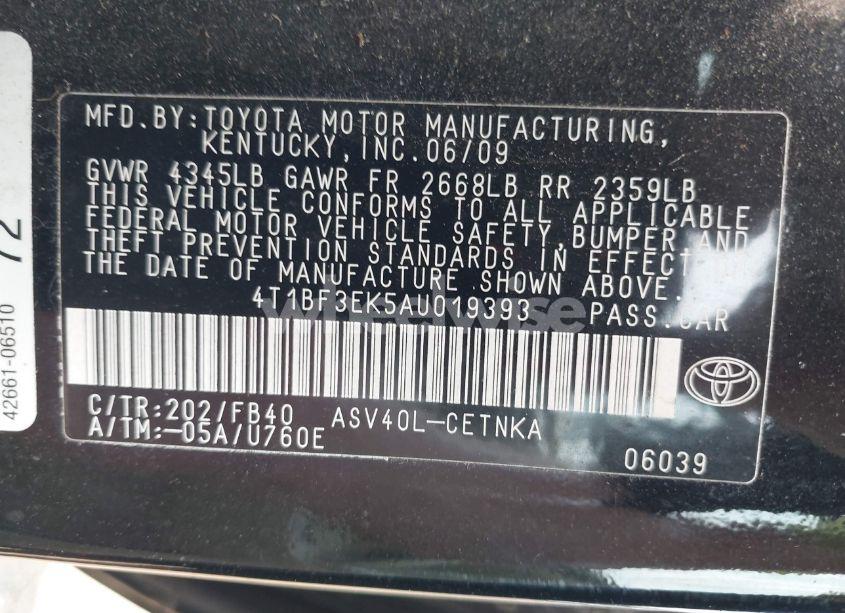 MFD.BY:TOYOTA MOTOR MANUFACTURING,
KENTUCKY,INC.06/09
GVWR 4345LB GAWR FR 2668LB RR 2359LB
THIS VEHICLE CONFORMS TO ALL APPLICABLE
FEDERAL MOTOR VEHICLE SAFETY,BUMPER AND
THEFT PREVENTION STANDARDS IN EFFECT ON
THE DATE OF MANUFACTURE SHOWN ABOVE.
4T1BF3EK5AU019393 PASS.CAR
C/TR:202/FB40 ASV40L-CETNKA
A/TM:-05A/U760E
06039
42661-06510
72